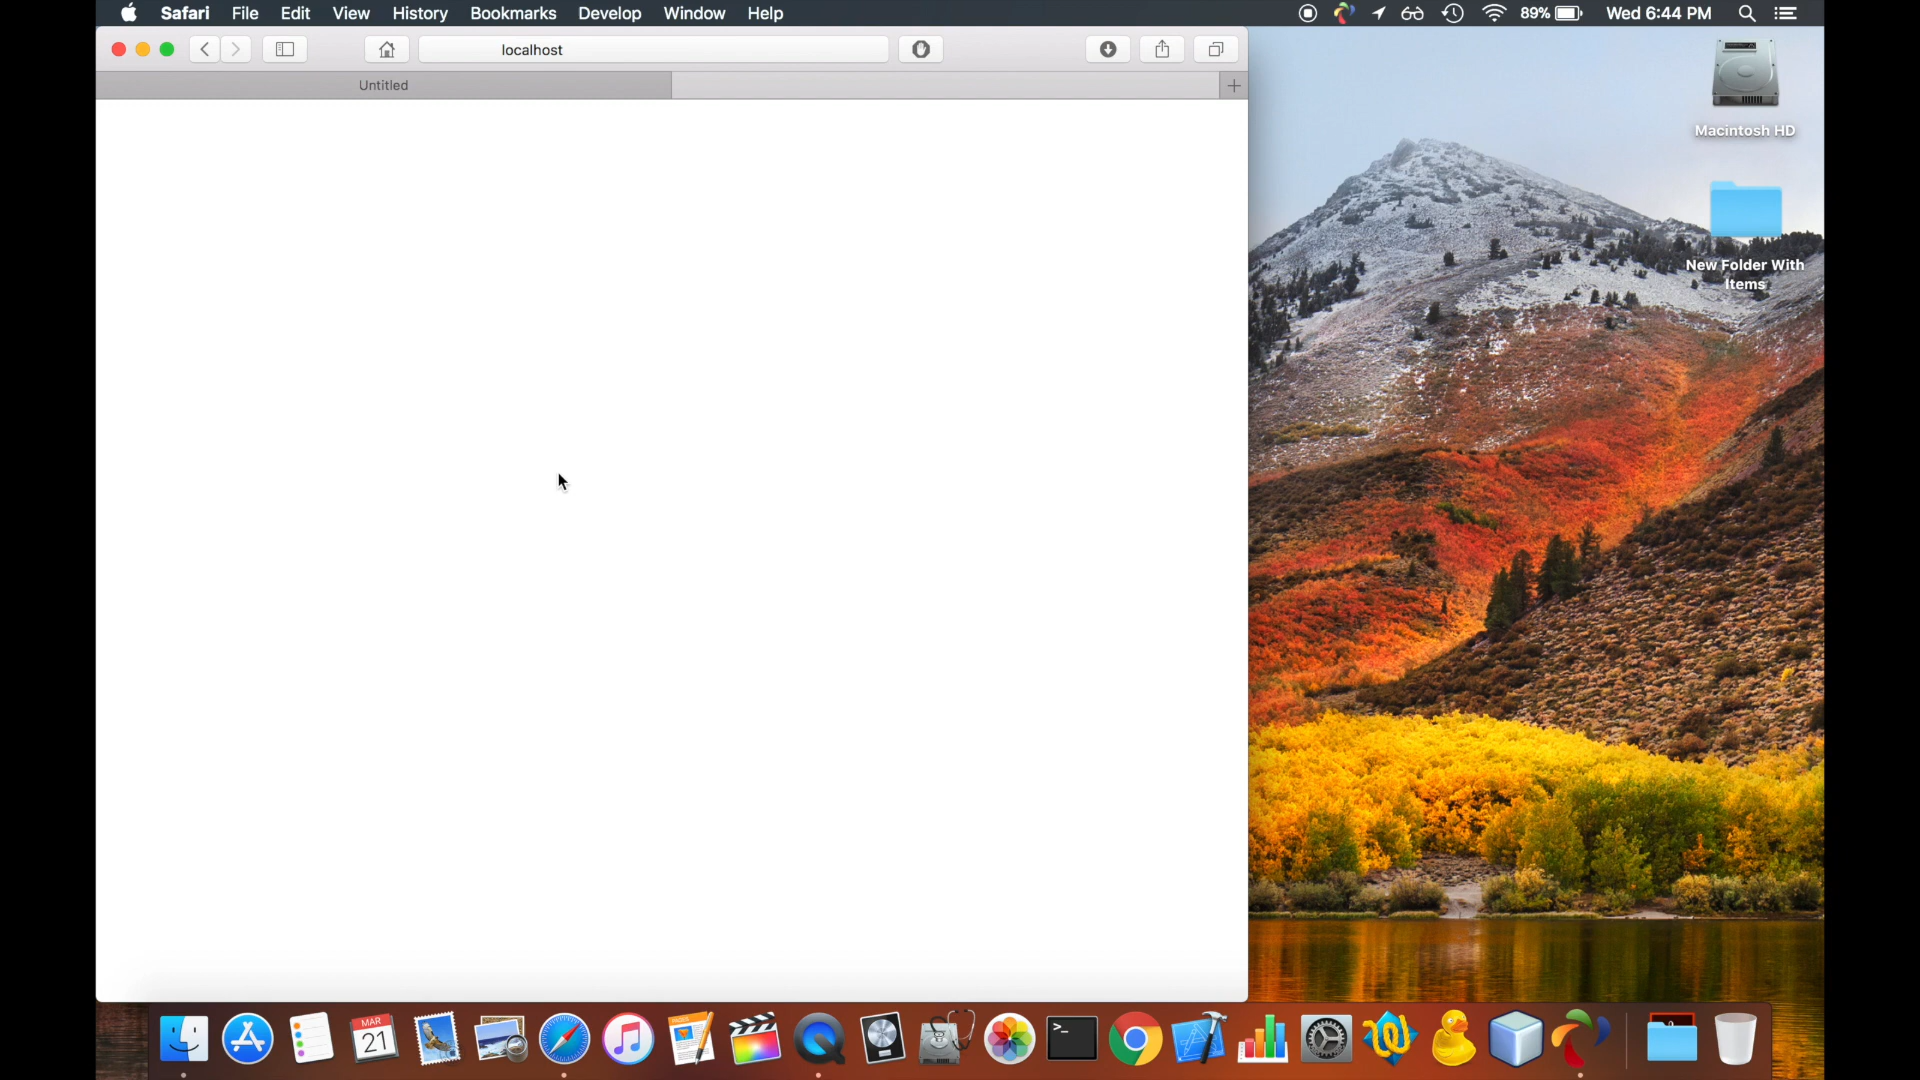 Safari File Edit View History Bookmarks Develop Window Help 89% Wed 6:44 PM
localhost
Untitled
Macintosh HD
New Folder With
Items
MAR
21
>_